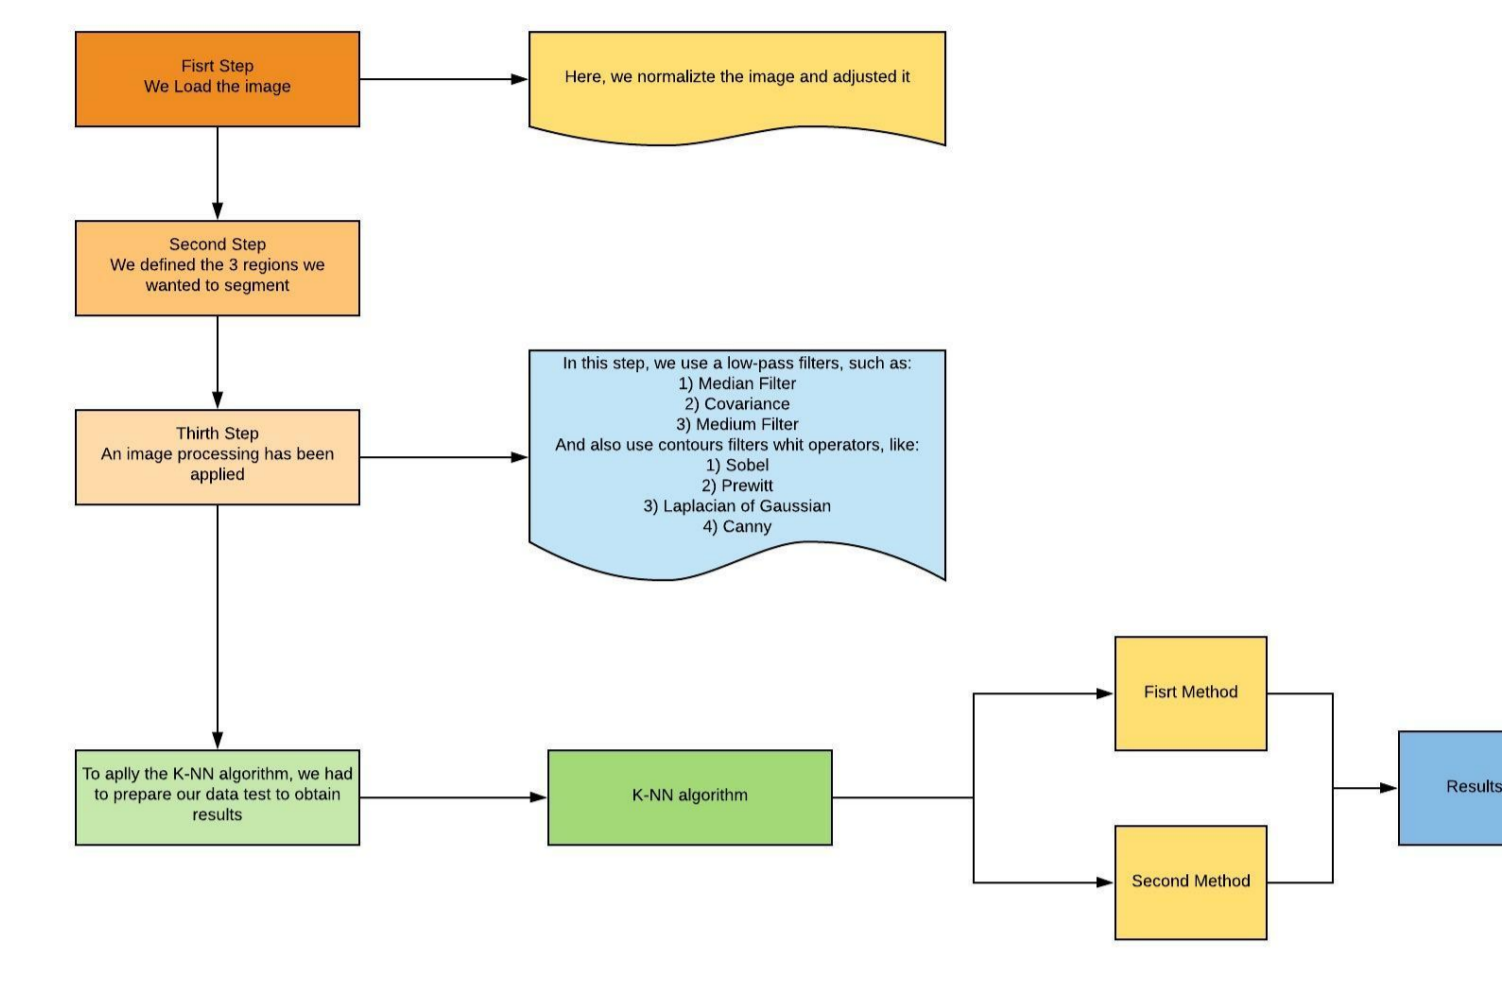 Fisrt Step
We Load the image
Here, we normalizte the image and adjusted it
Second Step
We defined the 3 regions we
wanted to segment
Thirth Step
An image processing has been
applied
In this step, we use a low-pass filters, such as:
1) Median Filter
2) Covariance
3) Medium Filter
And also use contours filters whit operators, like:
1) Sobel
2) Prewitt
3) Laplacian of Gaussian
4) Canny
To aplly the K-NN algorithm, we had
to prepare our data test to obtain
results
K-NN algorithm
Fisrt Method
Second Method
Results